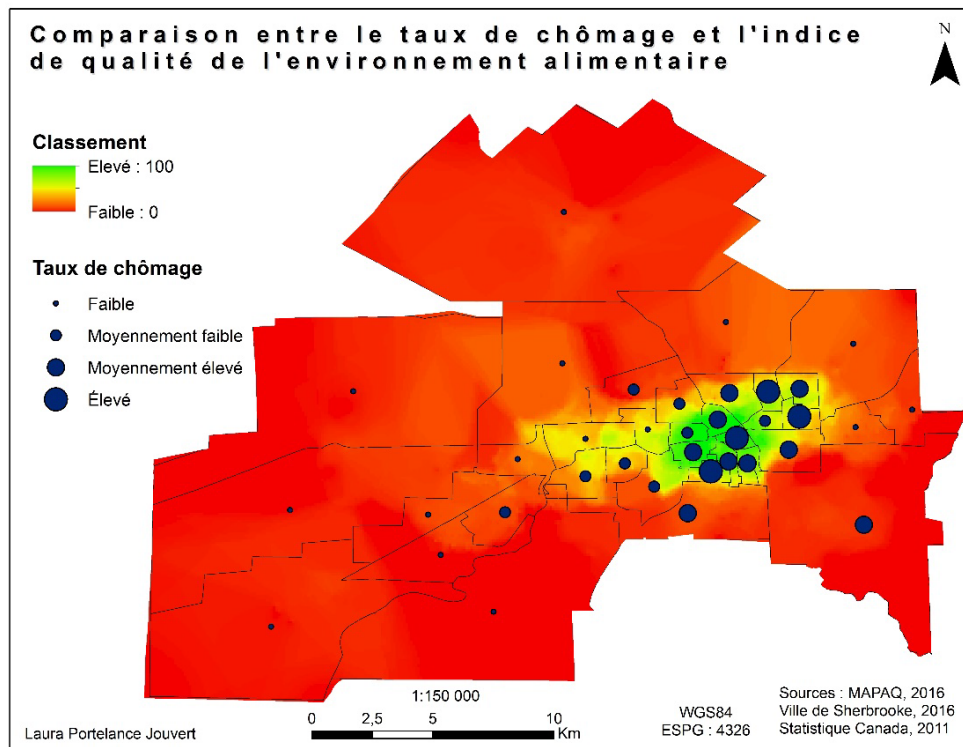 Comparaison entre le taux de chômage et l'indice
de qualité de l'environnement alimentaire
N
Classement
Elevé : 100
Faible : 0
Taux de chômage
Faible
Moyennement faible
Moyennement élevé
Élevé
1:150 000
0 2,5 5 10
Km
Laura Portelance Jouvert
WGS84
ESPG : 4326
Sources : MAPAQ, 2016
Ville de Sherbrooke, 2016
Statistique Canada, 2011